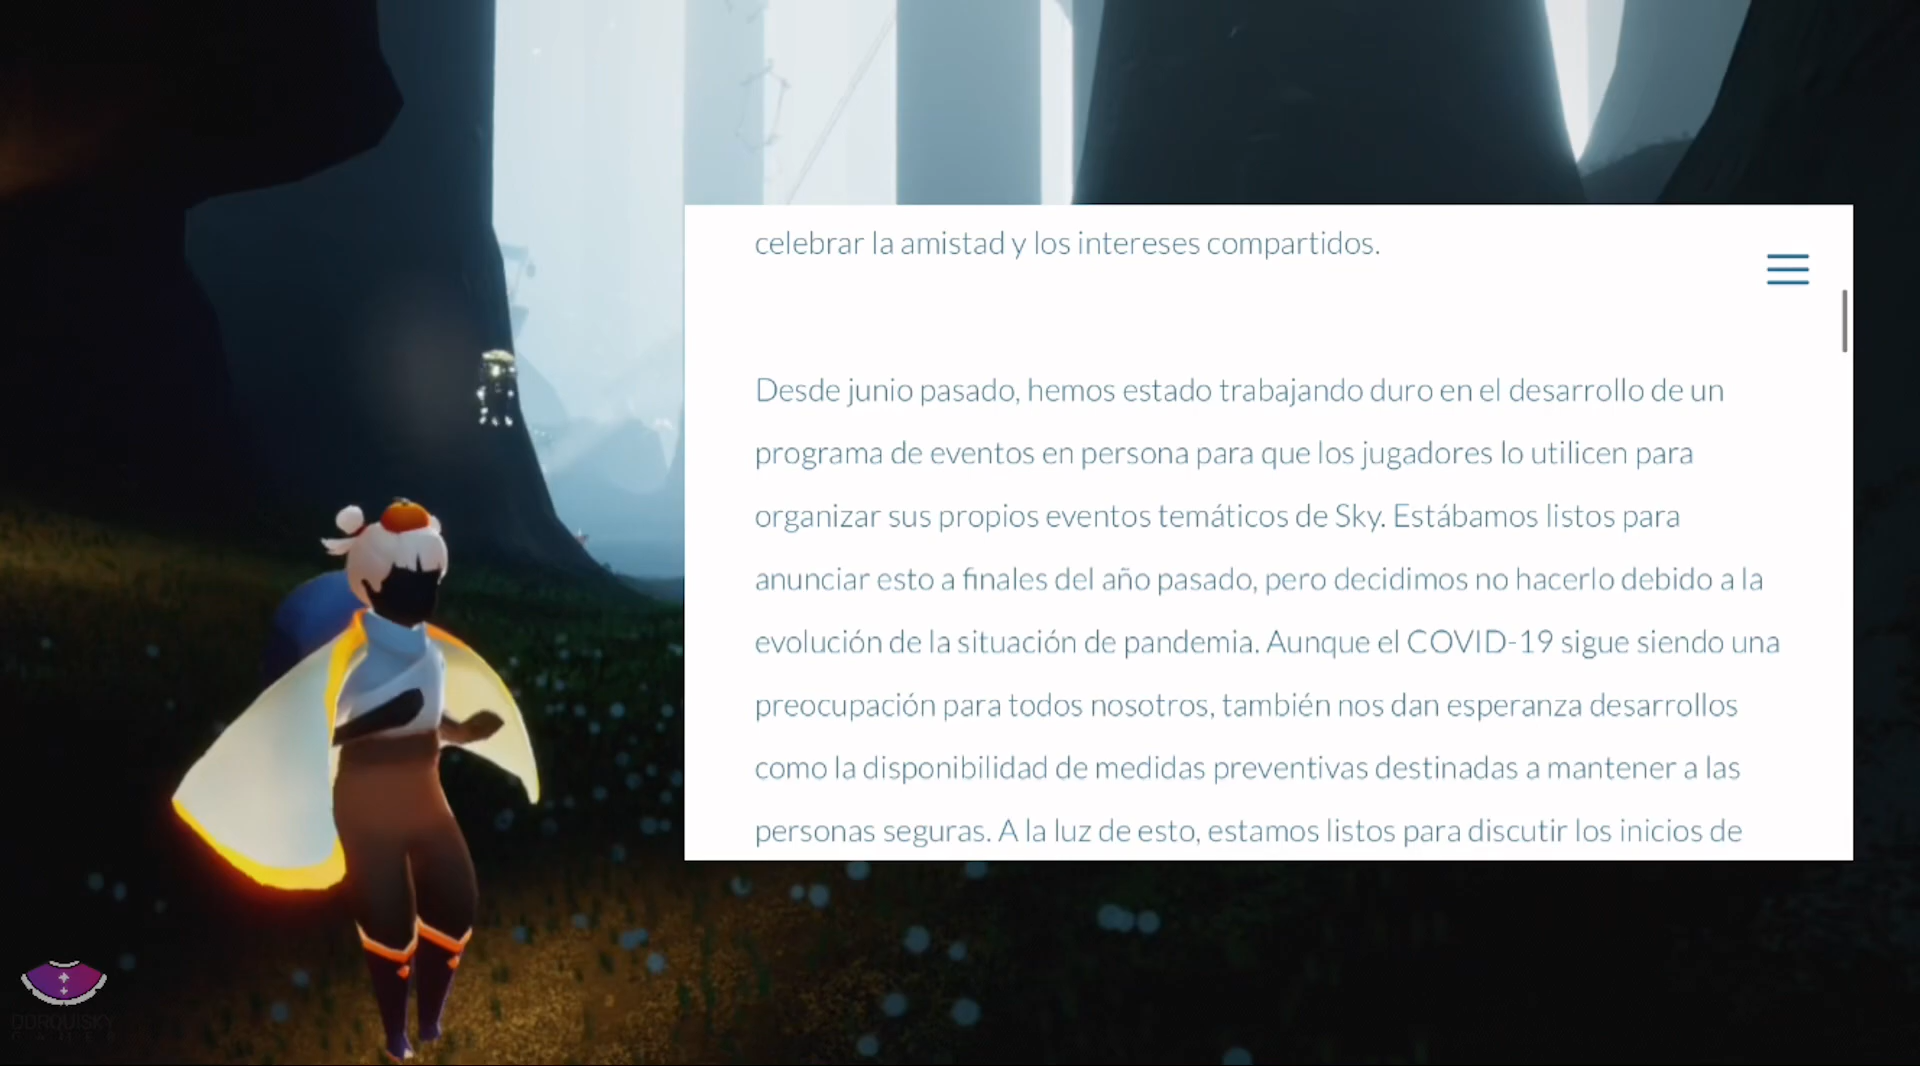 celebrar la amistad y los intereses compartidos.
Desde junio pasado, hemos estado trabajando duro en el desarrollo de un
programa de eventos en persona para que los jugadores lo utilicen para
organizar sus propios eventos temáticos de Sky. Estábamos listos para
anunciar esto a finales del año pasado, pero decidimos no hacerlo debido a la
evolución de la situación de pandemia. Aunque el COVID-19 sigue siendo una
preocupación para todos nosotros, también nos dan esperanza desarrollos
como la disponibilidad de medidas preventivas destinadas a mantener a las
personas seguras. A la luz de esto, estamos listos para discutir los inicios de
DORQUISKY